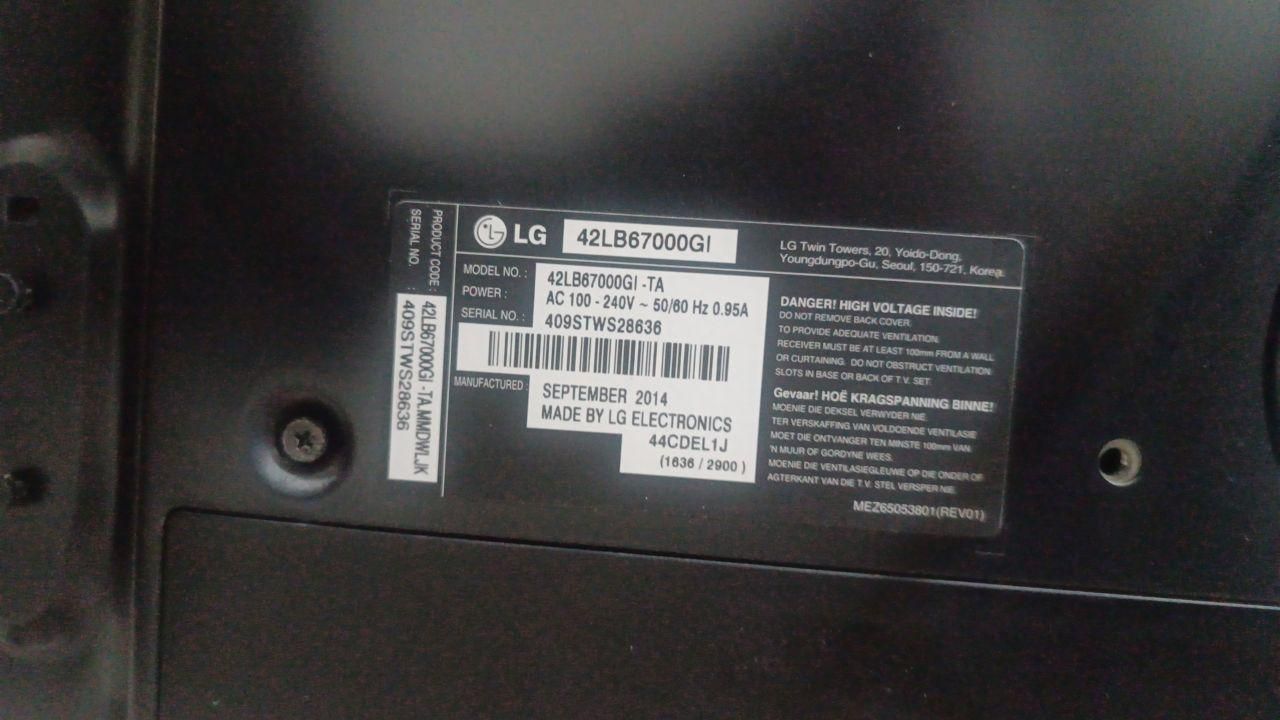 PRODUCT CODE :
SERIAL NO. :
42LB67000GI -TA.MMDWLJK
409STWS28636
LG
42LB67000GI
LG Twin Towers, 20, Yoido-Dong,
Youngdungpo-Gu, Seoul, 150-721, Korea.
MODEL NO. : 42LB67000GI -TA
POWER : AC 100 - 240V ~ 50/60 Hz 0.95A
SERIAL NO. : 409STWS28636
MANUFACTURED : SEPTEMBER 2014
MADE BY LG ELECTRONICS
44CDEL1J
(1636 / 2900 )
DANGER! HIGH VOLTAGE INSIDE!
DO NOT REMOVE BACK COVER.
TO PROVIDE ADEQUATE VENTILATION.
RECEIVER MUST BE AT LEAST 100mm FROM A WALL
OR CURTAINING. DO NOT OBSTRUCT VENTILATION
SLOTS IN BASE OR BACK OF T.V. SET.
Gevaar! HOË KRAGSPANNING BINNE!
MOENIE DIE DEKSEL VERWYDER NIE.
TER VERSKAFFING VAN VOLDOENDE VENTILASIE
MOET DIE ONTVANGER TEN MINSTE 100mm VAN
'N MUUR OF GORDYNE WEES.
MOENIE DIE VENTILASIEGLEUWE OP DIE ONDER OF
AGTERKANT VAN DIE T.V. STEL VERSPER NIE.
MEZ65053801(REV01)